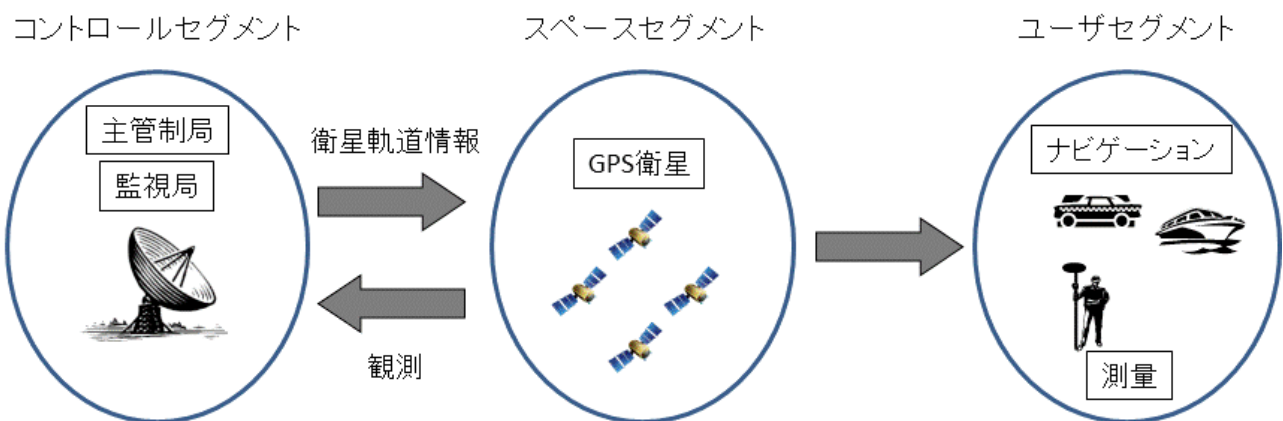 コントロールセグメント
スペースセグメント
ユーザセグメント
主管制局
監視局
衛星軌道情報
観測
GPS衛星
ナビゲーション
測量